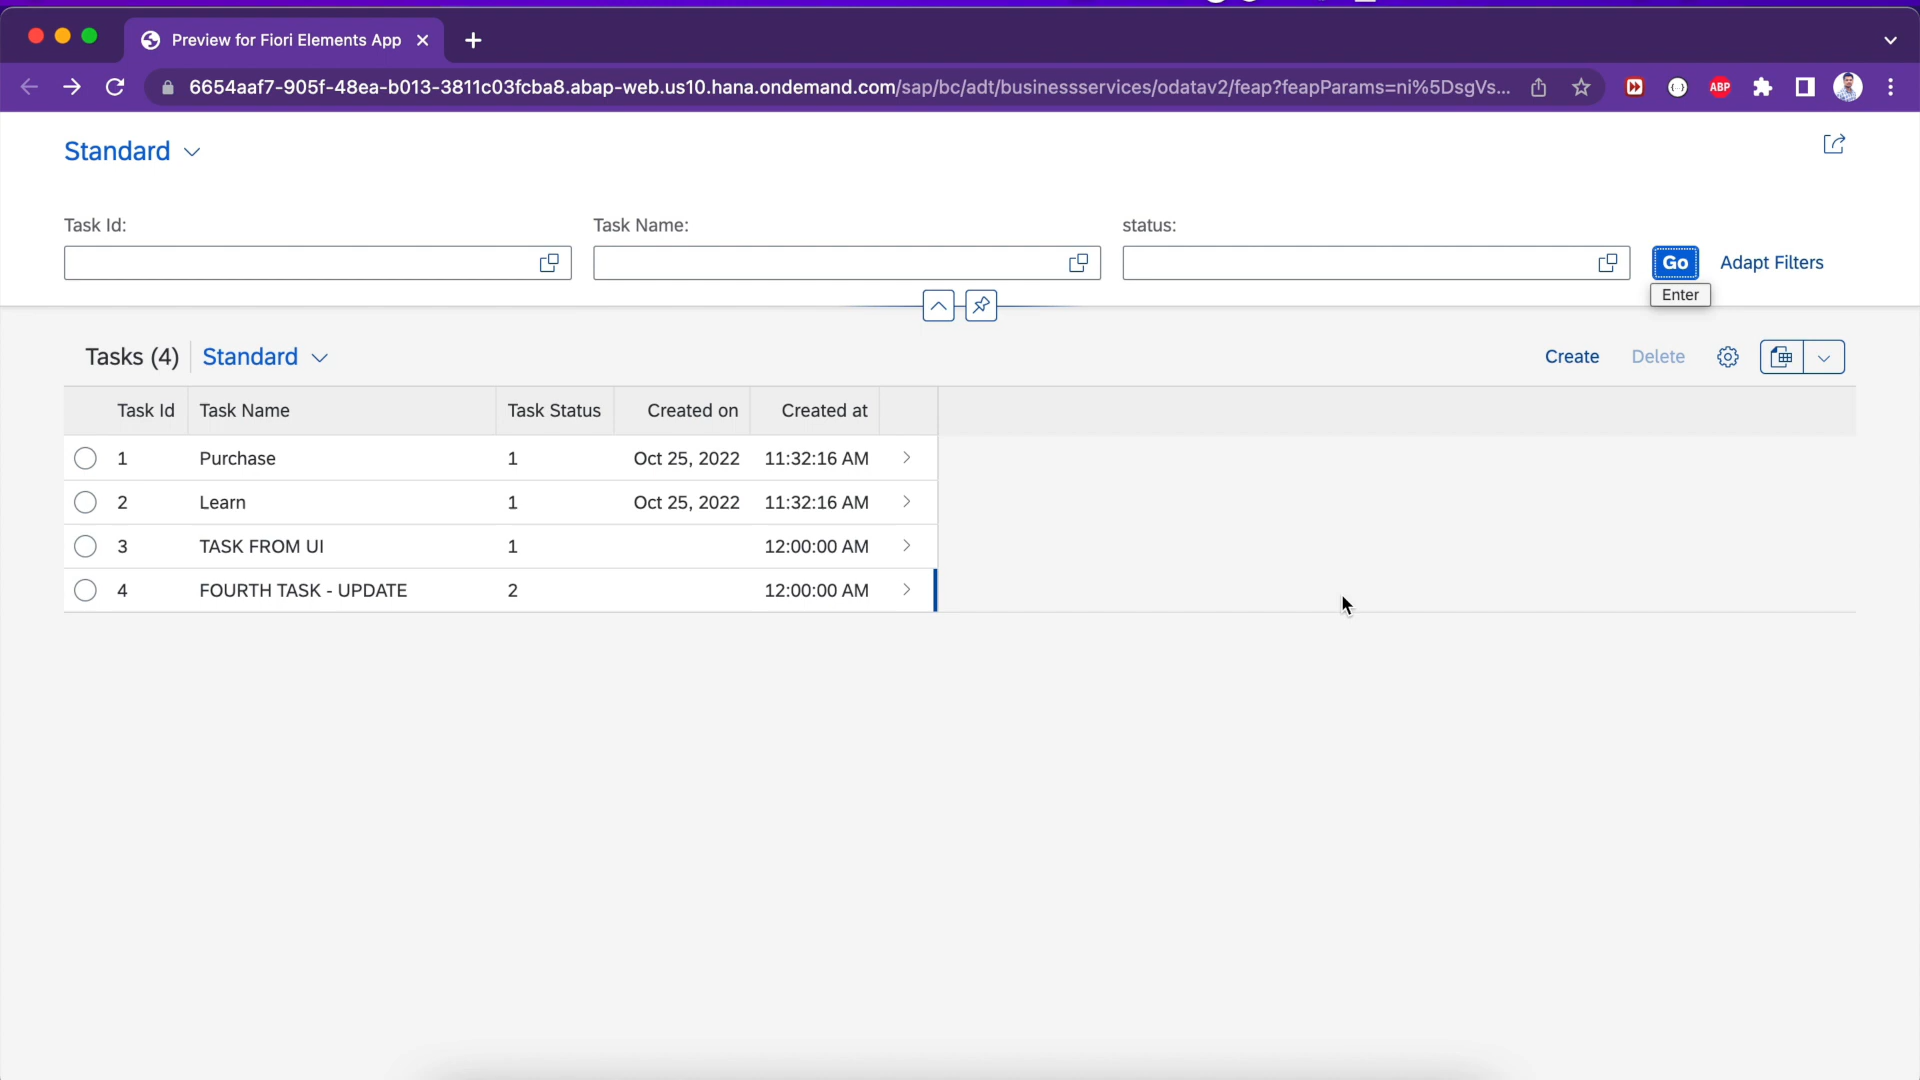 Preview for Fiori Elements App
6654aaf7-905f-48ea-b013-3811c03fcba8.abap-web.us10.hana.ondemand.com/sap/bc/adt/businessservices/odatav2/feap?feapParams=ni%5DsgVs...
ABP
Standard
Task Id: Task Name: status:
Go Adapt Filters
Enter
Tasks (4) Standard Create Delete
Task Id Task Name Task Status Created on Created at
1 Purchase 1 Oct 25, 2022 11:32:16 AM
2 Learn 1 Oct 25, 2022 11:32:16 AM
3 TASK FROM UI 1 12:00:00 AM
4 FOURTH TASK - UPDATE 2 12:00:00 AM